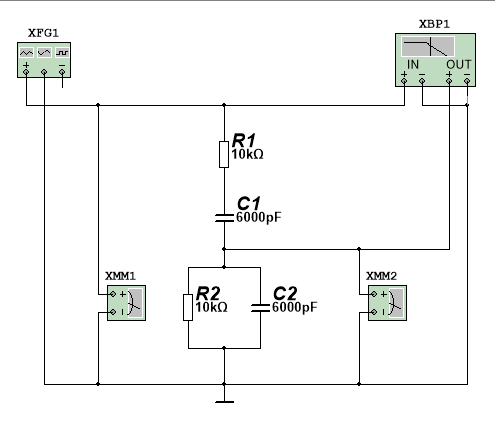 XFG1
XBP1
IN OUT
+ − + −
+ −
R1
10kΩ
C1
6000pF
XMM1
+
I
R2
10kΩ
C2
6000pF
XMM2
+
I